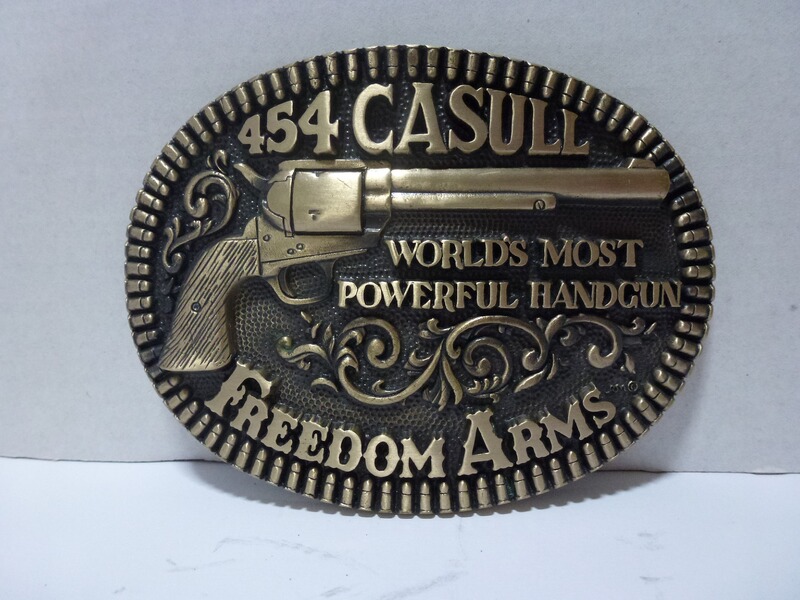 454 CASULL
WORLD'S MOST
POWERFUL HANDGUN
FREEDOM ARMS